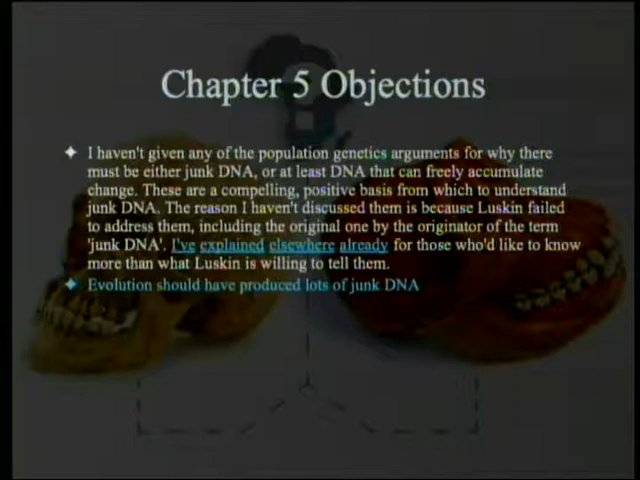 Chapter 5 Objections
I haven't given any of the population genetics arguments for why there
must be either junk DNA, or at least DNA that can freely accumulate
change. These are a compelling, positive basis from which to understand
junk DNA. The reason I haven't discussed them is because Luskin failed
to address them, including the original one by the originator of the term
'junk DNA'. I've explained elsewhere already for those who'd like to know
more than what Luskin is willing to tell them.
Evolution should have produced lots of junk DNA